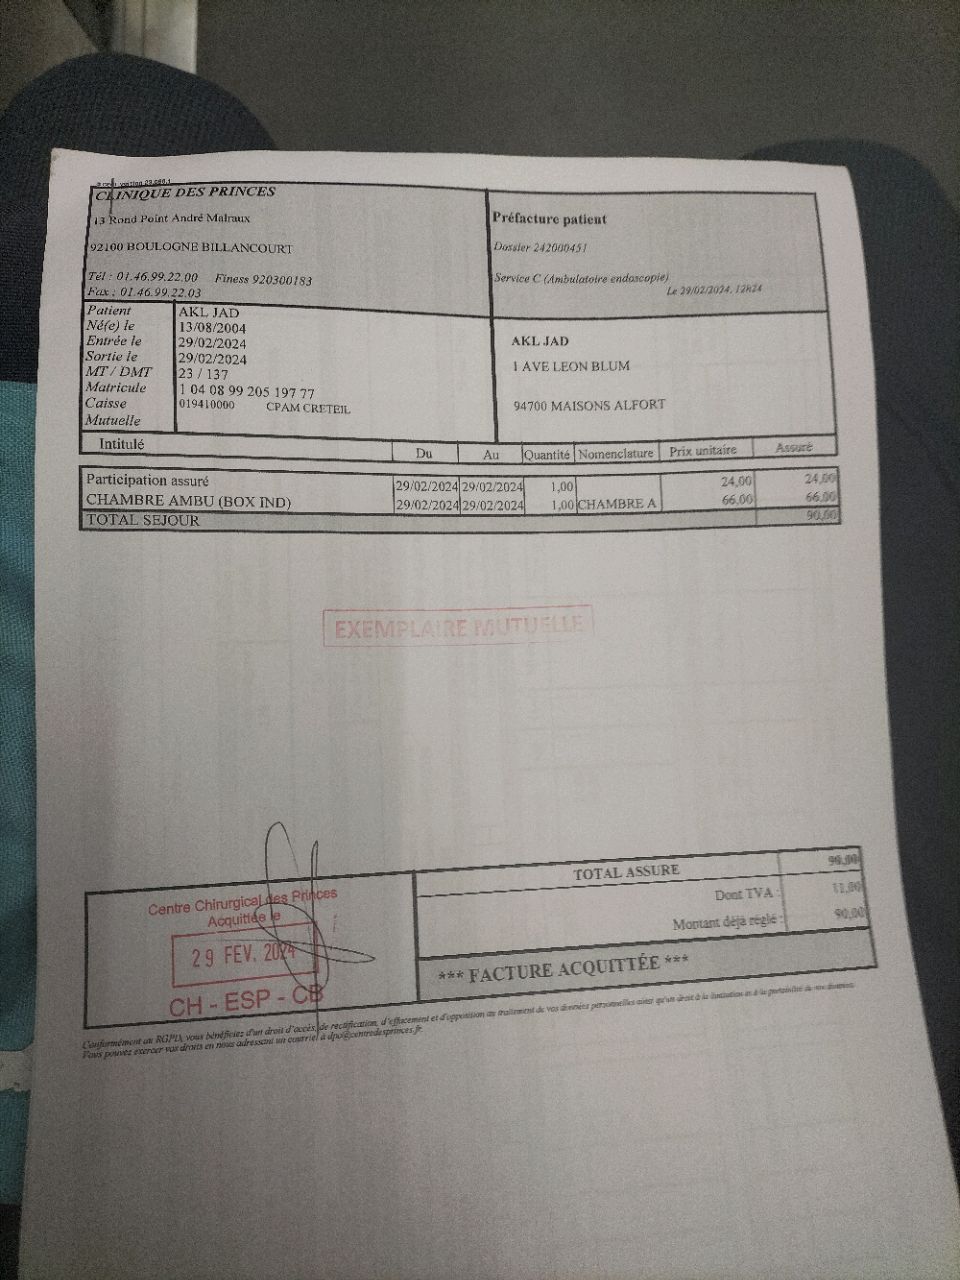 CLINIQUE DES PRINCES
13 Rond Point André Malraux
92100 BOULOGNE BILLANCOURT
Tél : 01.46.99.22.00 Finess 920300183
Fax : 01.46.99.22.03
Préfacture patient
Dossier 242000451
Service C (Ambulatoire endoscopie)
Le 29/02/2024, 12h24
Patient AKL JAD
Né(e) le 13/08/2004
Entrée le 29/02/2024
Sortie le 29/02/2024
MT / DMT 23 / 137
Matricule 1 04 08 99 205 197 77
Caisse 019410000 CPAM CRETEIL
Mutuelle
AKL JAD
1 AVE LEON BLUM
94700 MAISONS ALFORT
Intitulé Du Au Quantité Nomenclature Prix unitaire Assuré
Participation assuré 29/02/2024 29/02/2024 1,00 24,00 24,00
CHAMBRE AMBU (BOX IND) 29/02/2024 29/02/2024 1,00 CHAMBRE A 66,00 66,00
TOTAL SEJOUR 90,00
EXEMPLAIRE MUTUELLE
TOTAL ASSURE 90,00
Dont TVA : 11,00
Montant déjà réglé : 90,00
*** FACTURE ACQUITTÉE ***
Centre Chirurgical des Princes
Acquittée le
29 FEV. 2024
CH - ESP - CB
Conformément au RGPD, vous bénéficiez d'un droit d'accès, de rectification, d'effacement et d'opposition au traitement de vos données personnelles ainsi qu'un droit à la limitation et à la portabilité de vos données.
Vous pouvez exercer vos droits en nous adressant un courriel à dpo@centredesprinces.fr.